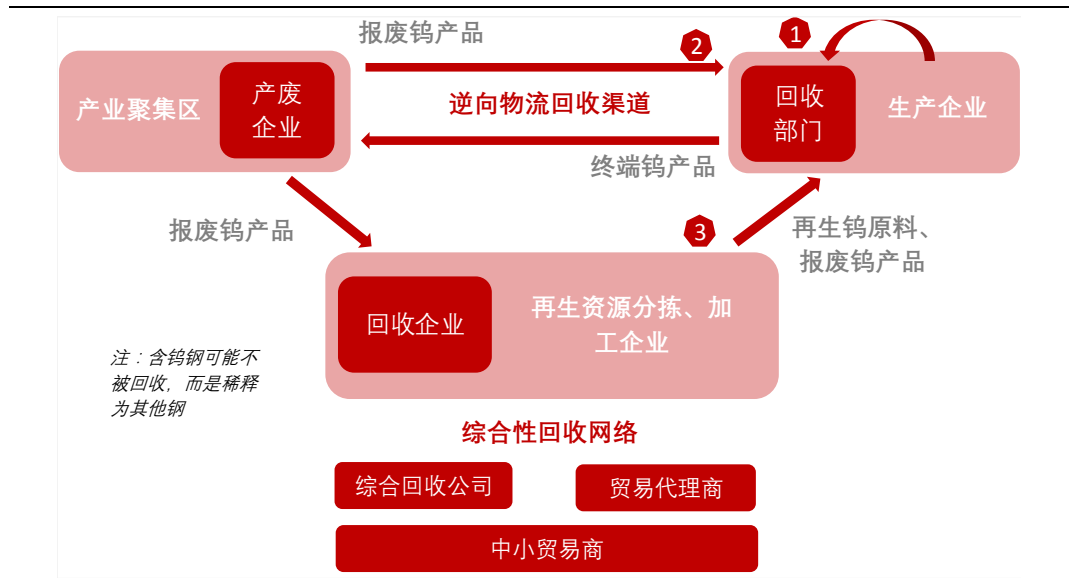 报废钨产品
2
1
产业聚集区
产废
企业
逆向物流回收渠道
回收
部门
生产企业
终端钨产品
报废钨产品
3
再生钨原料、
报废钨产品
回收企业
再生资源分拣、加
工企业
注：含钨钢可能不
被回收，而是稀释
为其他钢
综合性回收网络
综合回收公司
贸易代理商
中小贸易商